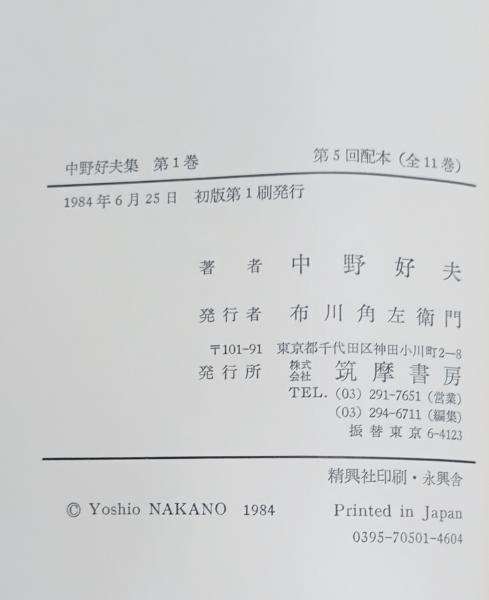 中野好夫集 第1巻 第5回配本（全11巻）
1984年6月25日 初版第1刷発行
著者 中野好夫
発行者 布川角左衛門
〒101-91 東京都千代田区神田小川町2-8
発行所 株式会社 筑摩書房
TEL.（03）291-7651（営業）
（03）294-6711（編集）
振替東京6-4123
精興社印刷・永興舎
© Yoshio NAKANO 1984 Printed in Japan
0395-70501-4604